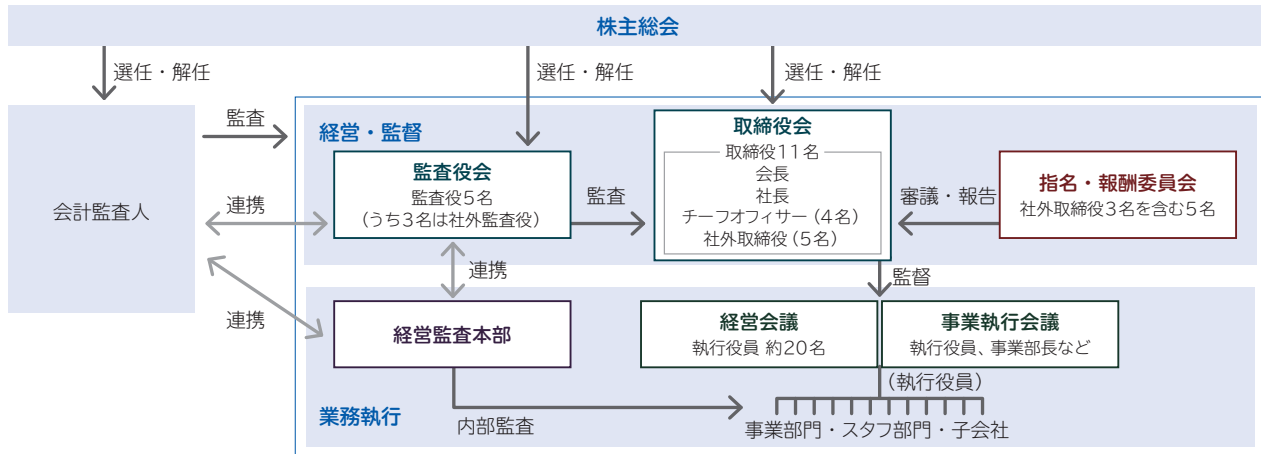 株主総会
選任・解任
選任・解任
選任・解任
会計監査人
監査
連携
連携
経営・監督
監査役会
監査役5名
(うち3名は社外監査役)
監査
取締役会
取締役11名
会長
社長
チーフオフィサー(4名)
社外取締役(5名)
審議・報告
指名・報酬委員会
社外取締役3名を含む5名
連携
監督
経営監査本部
経営会議
執行役員 約20名
事業執行会議
執行役員、事業部長など
(執行役員)
業務執行
内部監査
事業部門・スタフ部門・子会社